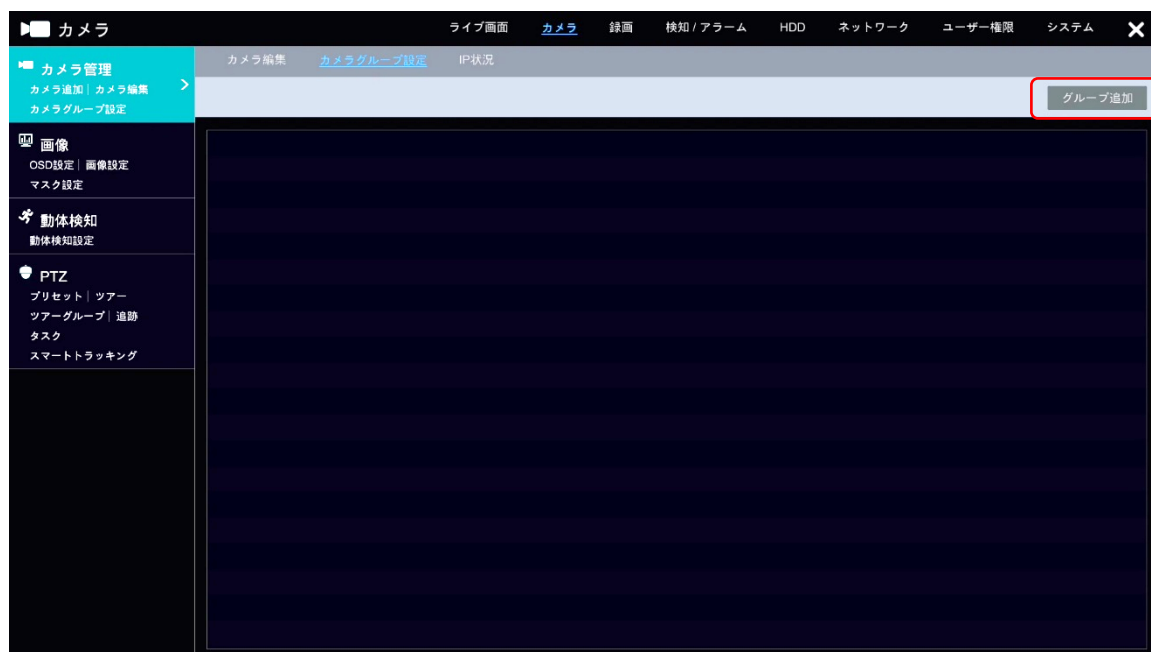 カメラ
ライブ画面 カメラ 録画 検知 / アラーム HDD ネットワーク ユーザー権限 システム
カメラ管理
カメラ追加 | カメラ編集
カメラグループ設定
画像
OSD設定 | 画像設定
マスク設定
動体検知
動体検知設定
PTZ
プリセット | ツアー
ツアーグループ | 追跡
タスク
スマートトラッキング
カメラ編集 カメラグループ設定 IP状況
グループ追加